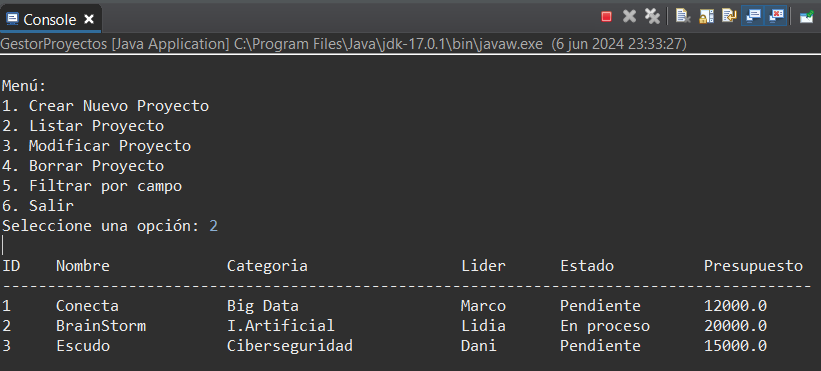 Console
GestorProyectos [Java Application] C:\Program Files\Java\jdk-17.0.1\bin\javaw.exe (6 jun 2024 23:33:27)
Menú:
1. Crear Nuevo Proyecto
2. Listar Proyecto
3. Modificar Proyecto
4. Borrar Proyecto
5. Filtrar por campo
6. Salir
Seleccione una opción: 2
ID Nombre Categoria Lider Estado Presupuesto
------------------------------------------------------------------------------------------
1 Conecta Big Data Marco Pendiente 12000.0
2 BrainStorm I.Artificial Lidia En proceso 20000.0
3 Escudo Ciberseguridad Dani Pendiente 15000.0